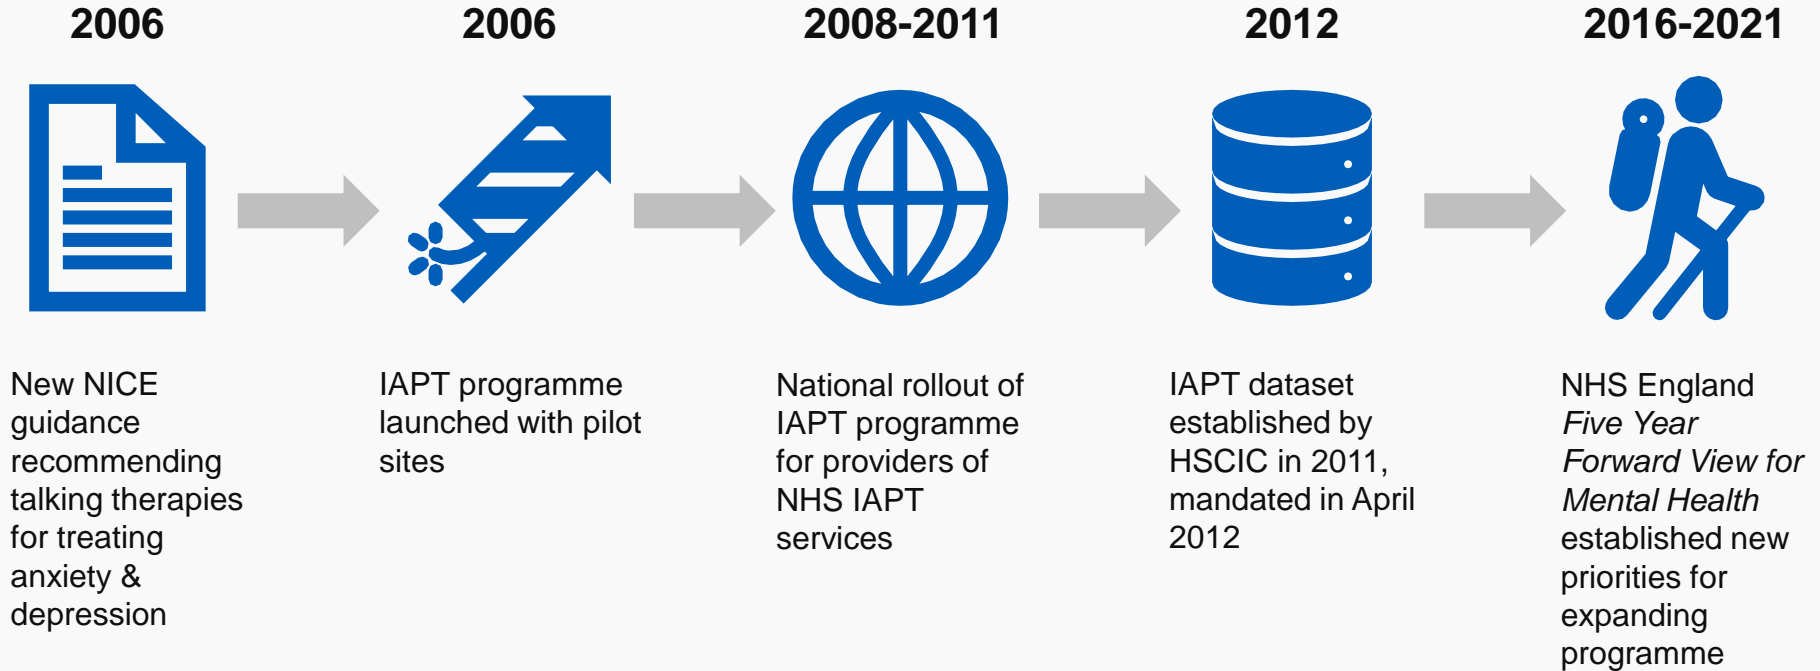 2006
New NICE
guidance
recommending
talking therapies
for treating
anxiety &
depression
2006
IAPT programme
launched with pilot
sites
2008-2011
National rollout of
IAPT programme
for providers of
NHS IAPT
services
2012
IAPT dataset
established by
HSCIC in 2011,
mandated in April
2012
2016-2021
NHS England
Five Year
Forward View for
Mental Health
established new
priorities for
expanding
programme